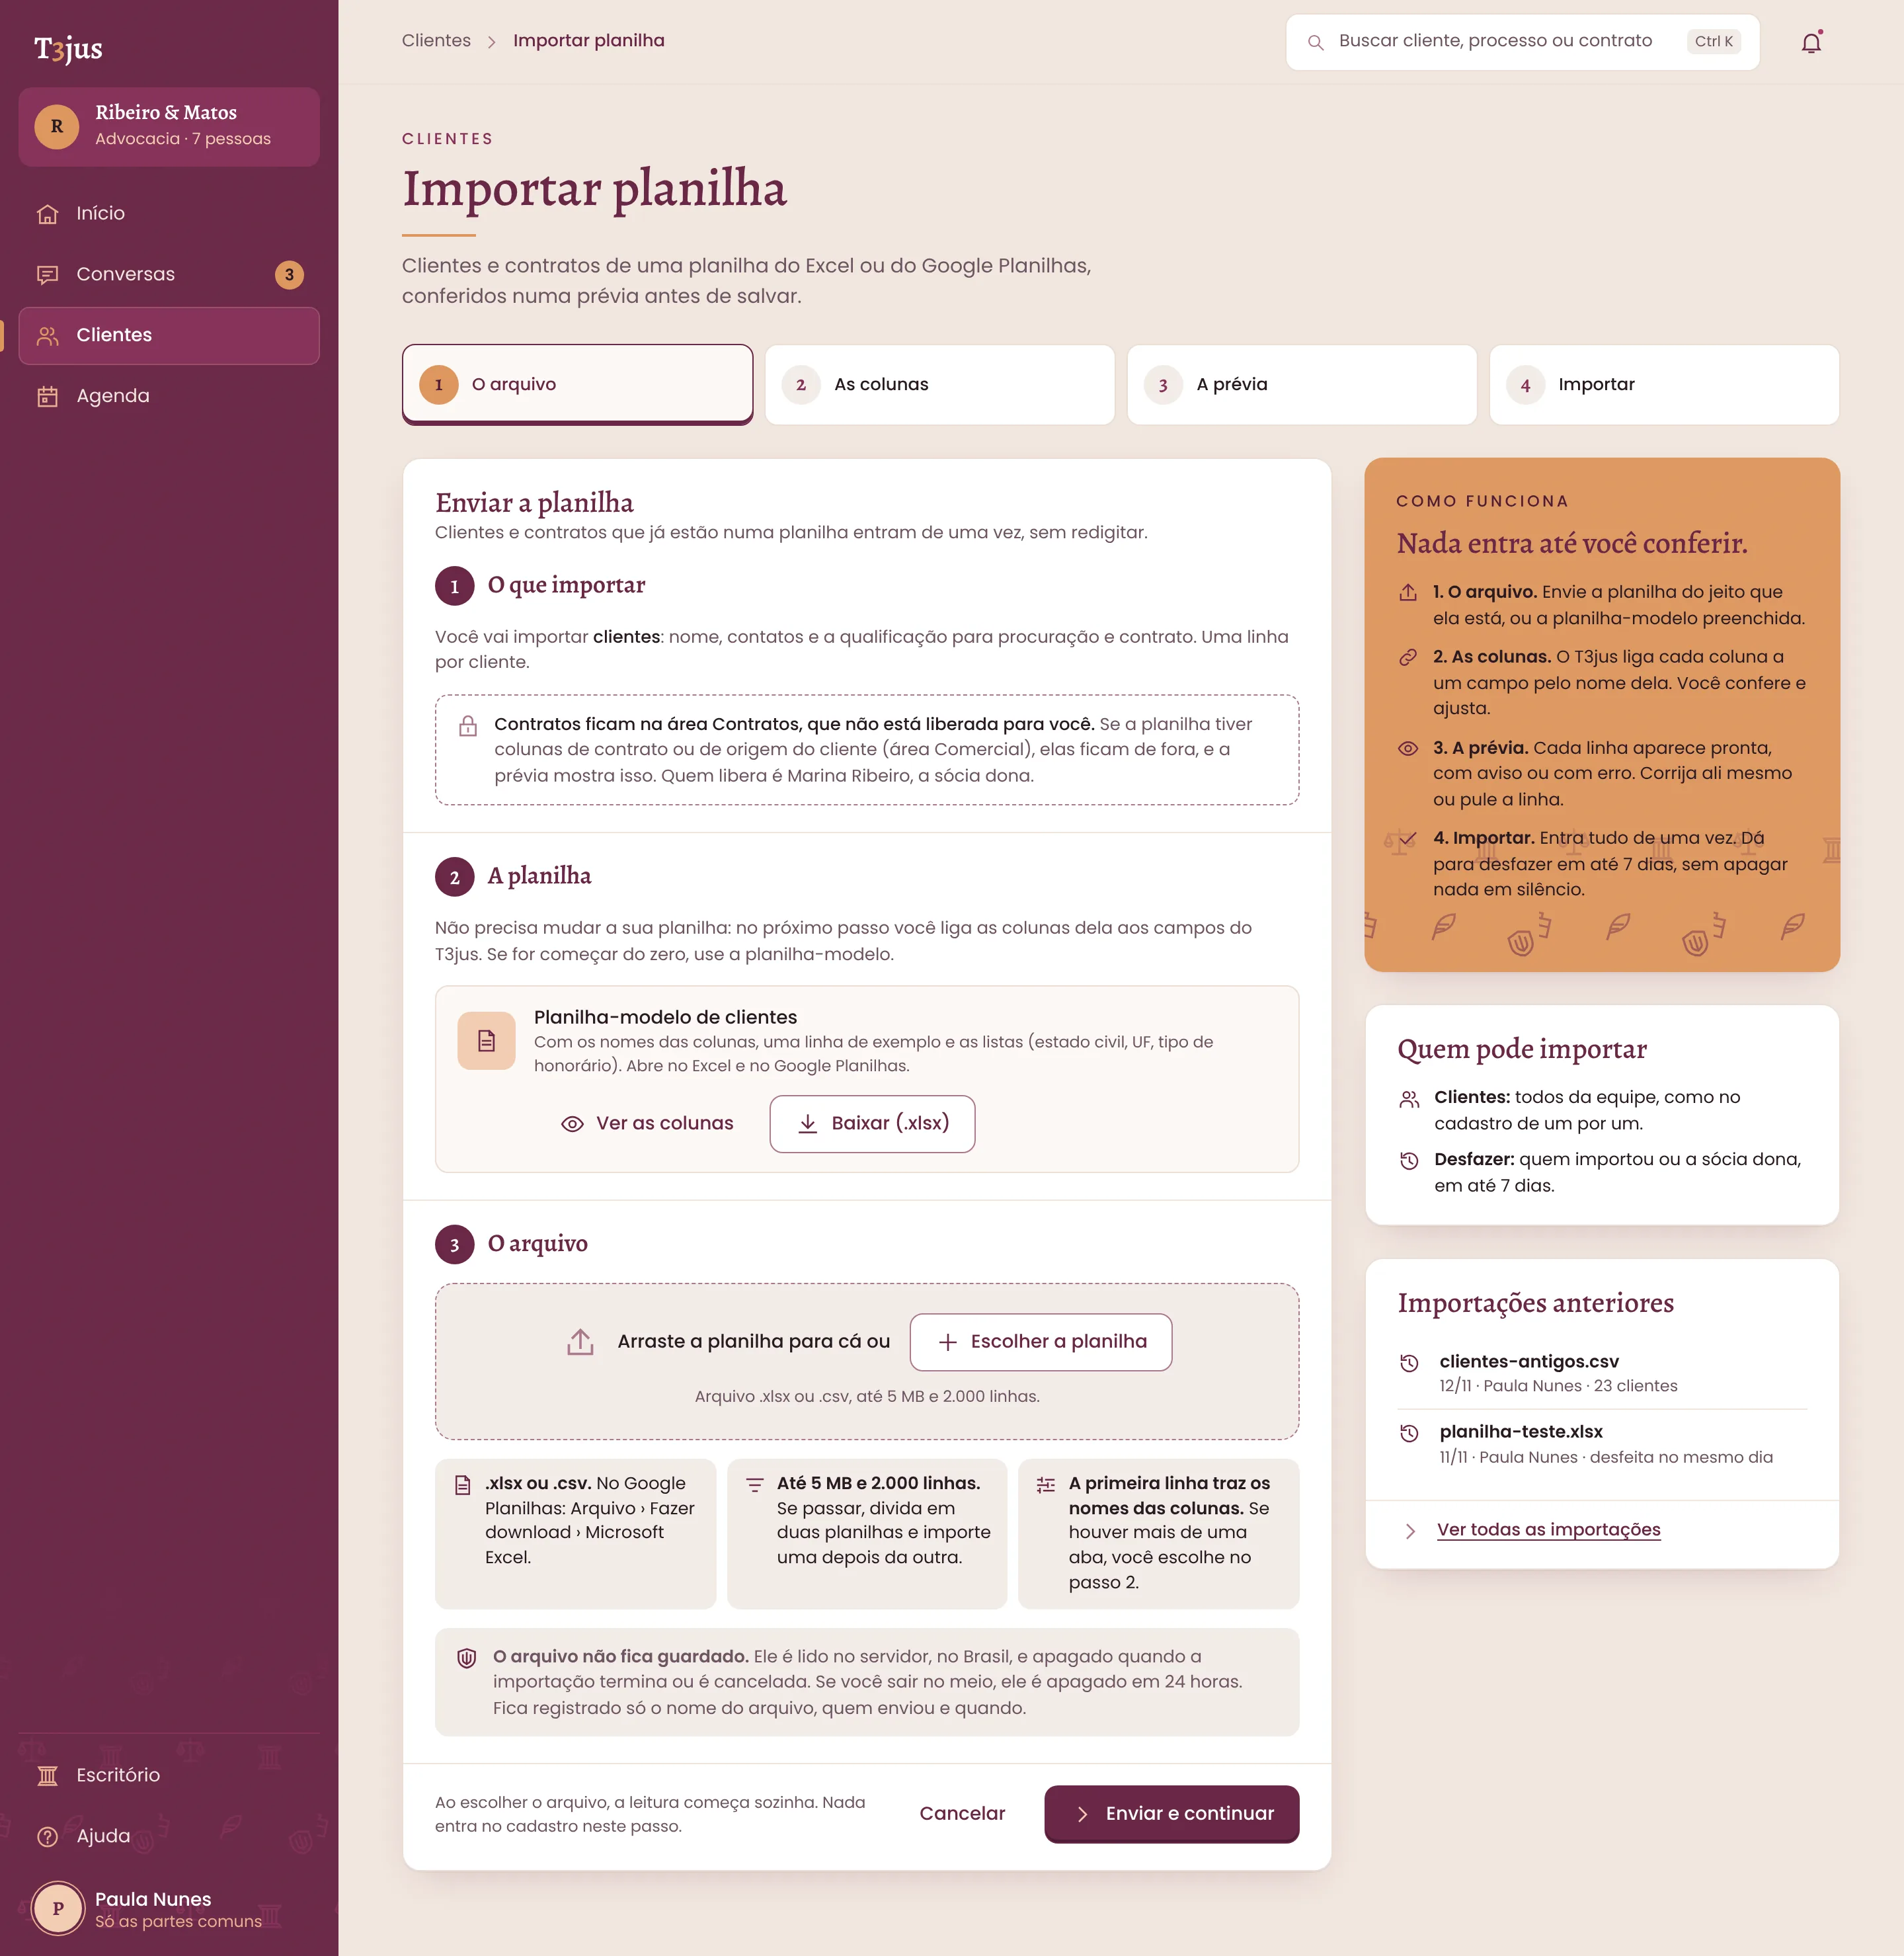 T3jus
R
Ribeiro & Matos
Advocacia · 7 pessoas
Início
Conversas
3
Clientes
Agenda
Escritório
Ajuda
P
Paula Nunes
Só as partes comuns
Clientes
Importar planilha
Buscar cliente, processo ou contrato
Ctrl K
CLIENTES
Importar planilha
Clientes e contratos de uma planilha do Excel ou do Google Planilhas,
conferidos numa prévia antes de salvar.
1 O arquivo
2 As colunas
3 A prévia
4 Importar
Enviar a planilha
Clientes e contratos que já estão numa planilha entram de uma vez, sem redigitar.
1 O que importar
Você vai importar clientes: nome, contatos e a qualificação para procuração e contrato. Uma linha
por cliente.
Contratos ficam na área Contratos, que não está liberada para você. Se a planilha tiver
colunas de contrato ou de origem do cliente (área Comercial), elas ficam de fora, e a
prévia mostra isso. Quem libera é Marina Ribeiro, a sócia dona.
2 A planilha
Não precisa mudar a sua planilha: no próximo passo você liga as colunas dela aos campos do
T3jus. Se for começar do zero, use a planilha-modelo.
Planilha-modelo de clientes
Com os nomes das colunas, uma linha de exemplo e as listas (estado civil, UF, tipo de
honorário). Abre no Excel e no Google Planilhas.
Ver as colunas
Baixar (.xlsx)
3 O arquivo
Arraste a planilha para cá ou
Escolher a planilha
Arquivo .xlsx ou .csv, até 5 MB e 2.000 linhas.
.xlsx ou .csv. No Google
Planilhas: Arquivo › Fazer
download › Microsoft
Excel.
Até 5 MB e 2.000 linhas.
Se passar, divida em
duas planilhas e importe
uma depois da outra.
A primeira linha traz os
nomes das colunas. Se
houver mais de uma
aba, você escolhe no
passo 2.
O arquivo não fica guardado. Ele é lido no servidor, no Brasil, e apagado quando a
importação termina ou é cancelada. Se você sair no meio, ele é apagado em 24 horas.
Fica registrado só o nome do arquivo, quem enviou e quando.
Ao escolher o arquivo, a leitura começa sozinha. Nada
entra no cadastro neste passo.
Cancelar
Enviar e continuar
COMO FUNCIONA
Nada entra até você conferir.
1. O arquivo. Envie a planilha do jeito que
ela está, ou a planilha-modelo preenchida.
2. As colunas. O T3jus liga cada coluna a
um campo pelo nome dela. Você confere e
ajusta.
3. A prévia. Cada linha aparece pronta,
com aviso ou com erro. Corrija ali mesmo
ou pule a linha.
4. Importar. Entra tudo de uma vez. Dá
para desfazer em até 7 dias, sem apagar
nada em silêncio.
Quem pode importar
Clientes: todos da equipe, como no
cadastro de um por um.
Desfazer: quem importou ou a sócia dona,
em até 7 dias.
Importações anteriores
clientes-antigos.csv
12/11 · Paula Nunes · 23 clientes
planilha-teste.xlsx
11/11 · Paula Nunes · desfeita no mesmo dia
Ver todas as importações